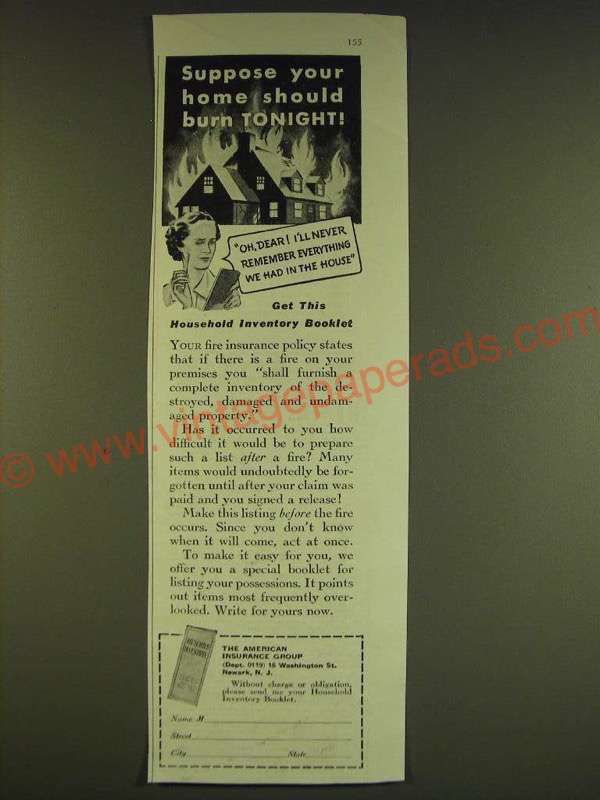 155
Suppose your
home should
burn TONIGHT!
"OH, DEAR! I'LL NEVER
REMEMBER EVERYTHING
WE HAD IN THE HOUSE"
Get This
Household Inventory Booklet
YOUR fire insurance policy states
that if there is a fire on your
premises you "shall furnish a
complete inventory of the de-
stroyed, damaged and undam-
aged property."
Has it occurred to you how
difficult it would be to prepare
such a list after a fire? Many
items would undoubtedly be for-
gotten until after your claim was
paid and you signed a release!
Make this listing before the fire
occurs. Since you don't know
when it will come, act at once.
To make it easy for you, we
offer you a special booklet for
listing your possessions. It points
out items most frequently over-
looked. Write for yours now.
HOUSEHOLD
INVENTORY
THE AMERICAN
INSURANCE GROUP
(Dept. 0119) 15 Washington St.
Newark, N. J.
Without charge or obligation,
please send me your Household
Inventory Booklet.
Name M
Street
City State
© www.vintagepaperads.com